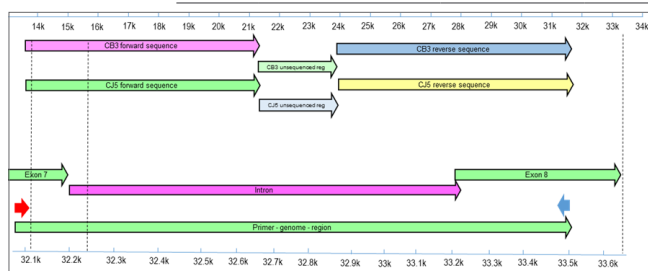 14k 15k 16k 17k 18k 19k 20k 21k 22k 23k 24k 25k 26k 27k 28k 29k 30k 31k 32k 33k 34k
CB3 forward sequence
CB3 reverse sequence
CB3 unsequenced reg
CJ5 forward sequence
CJ5 reverse sequence
CJ5 unsequenced reg
Exon 7
Exon 8
Intron
Primer - genome - region
32.1k 32.2k 32.2k 32.3k 32.4k 32.6k 32.7k 32.8k 32.9k 33.1k 33.2k 33.3k 33.4k 33.5k 33.6k